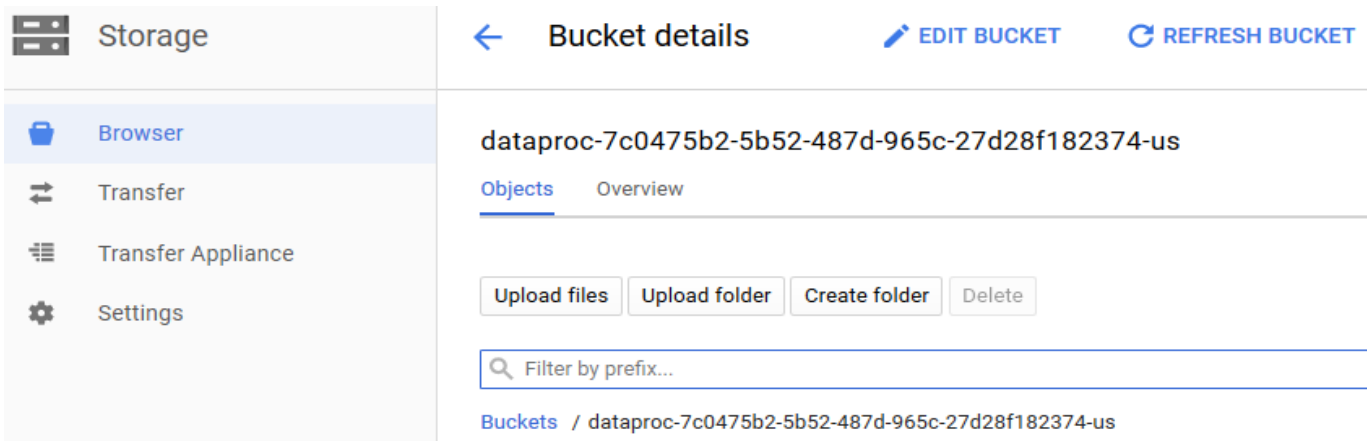 Storage
Bucket details
EDIT BUCKET
REFRESH BUCKET
Browser
Transfer
Transfer Appliance
Settings
dataproc-7c0475b2-5b52-487d-965c-27d28f182374-us
Objects Overview
Upload files Upload folder Create folder Delete
Filter by prefix...
Buckets / dataproc-7c0475b2-5b52-487d-965c-27d28f182374-us